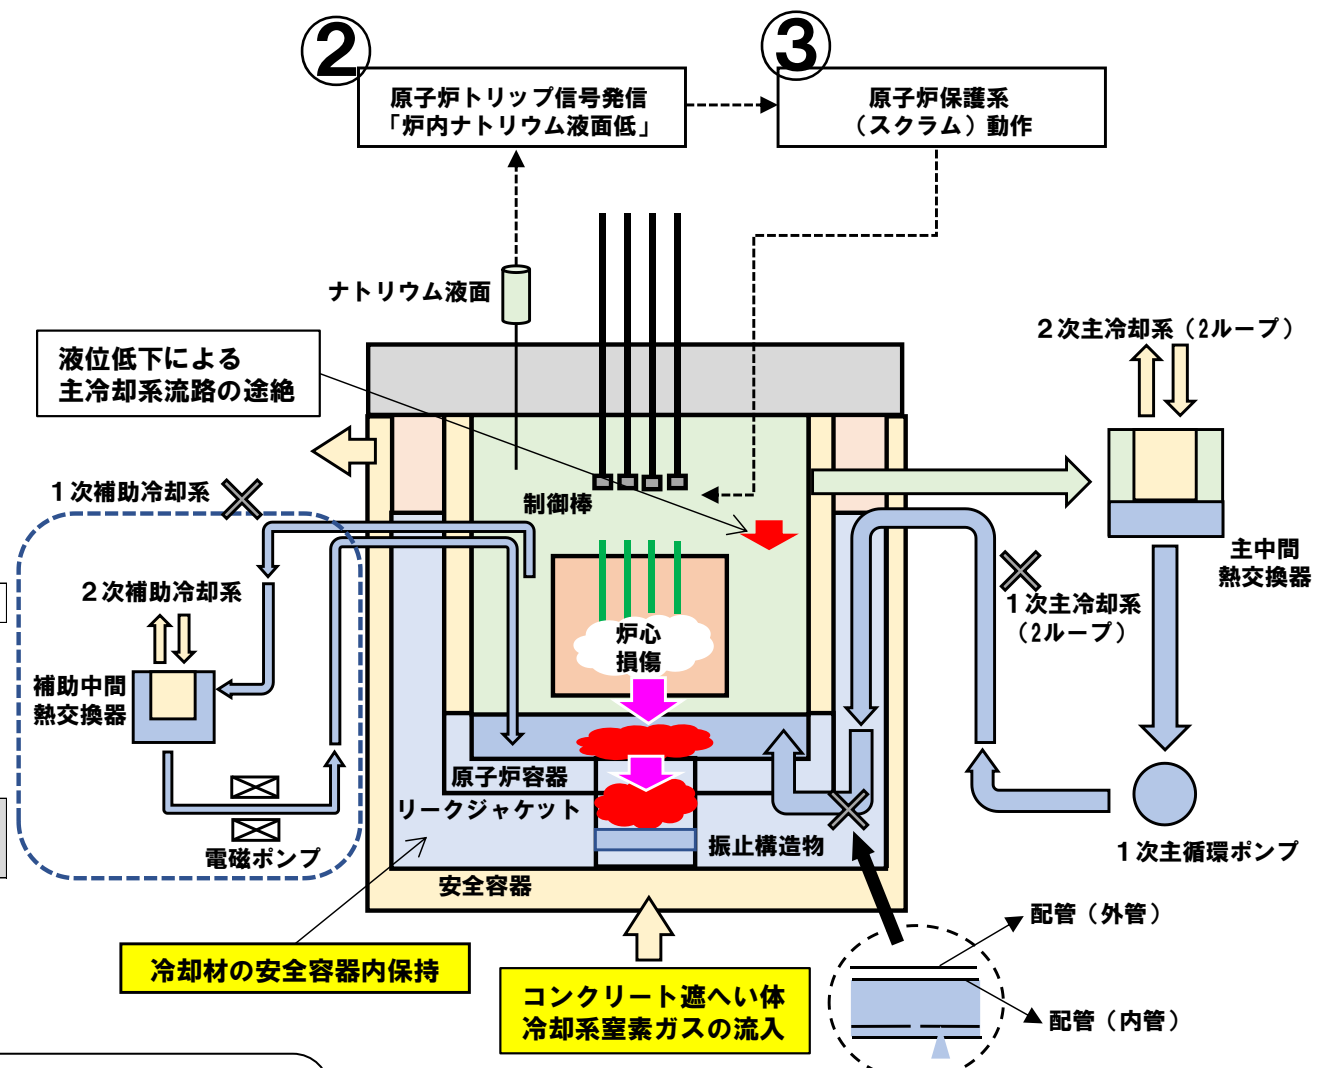 ②
原子炉トリップ信号発信
「炉内ナトリウム液面低」
③
原子炉保護系
（スクラム）動作
ナトリウム液面
液位低下による
主冷却系流路の途絶
２次主冷却系（2ループ）
１次補助冷却系
制御棒
主中間
熱交換器
２次補助冷却系
１次主冷却系
（2ループ）
炉心
損傷
補助中間
熱交換器
原子炉容器
リークジャケット
電磁ポンプ
振止構造物
１次主循環ポンプ
安全容器
配管（外管）
冷却材の安全容器内保持
コンクリート遮へい体
冷却系窒素ガスの流入
配管（内管）